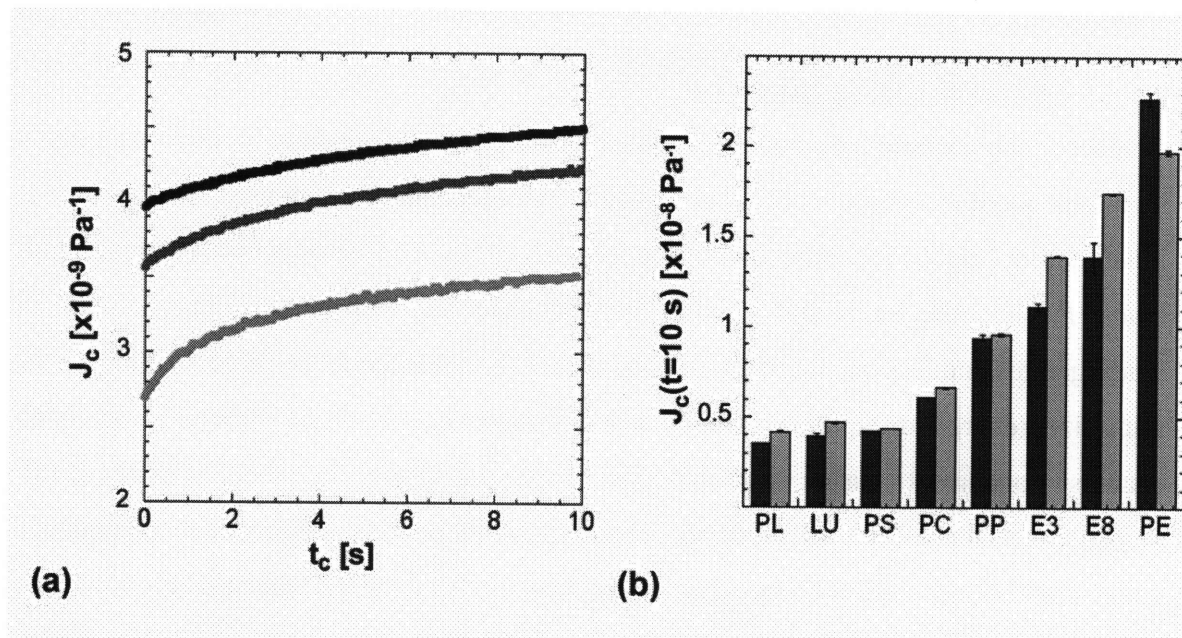 5
4
3
2
J_c [x10^-9 Pa^-1]
0 2 4 6 8 10
t_c [s]
(a)
2
1.5
1
0.5
J_c(t=10 s) [x10^-8 Pa^-1]
PL LU PS PC PP E3 E8 PE
(b)